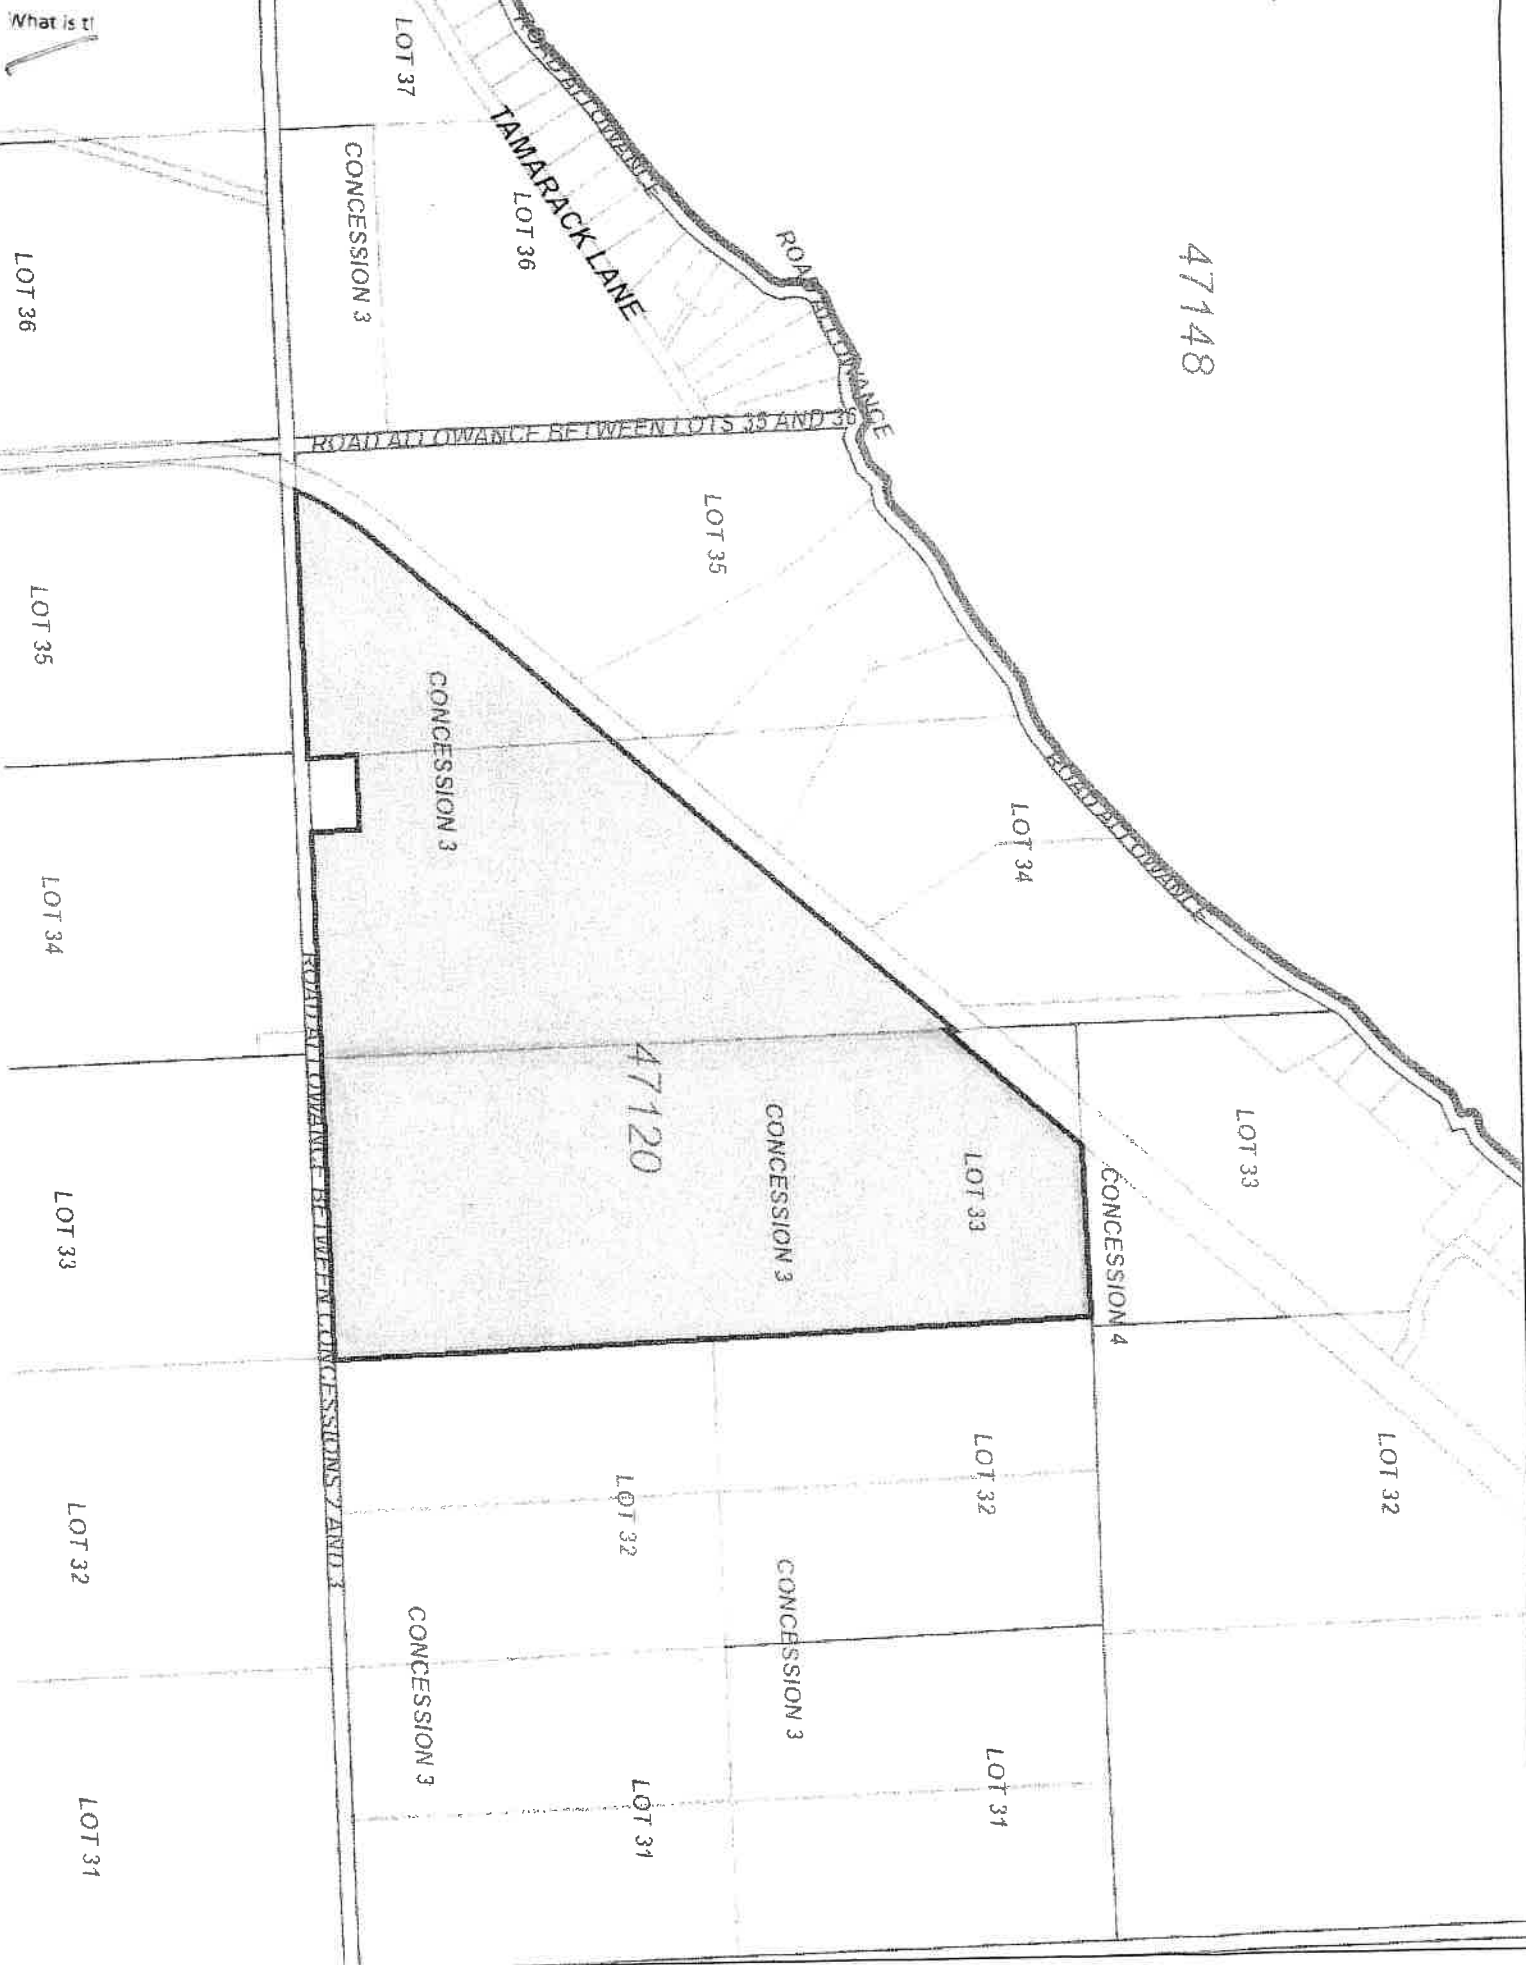 What is t
LOT 37
ROAD ALLOWANCE
CONCESSION 3
TAMARACK LANE
LOT 36
LOT 36
ROAD ALLOWANCE
47148
ROAD ALLOWANCE BETWEEN LOTS 35 AND 36
LOT 35
LOT 35
CONCESSION 3
ROAD ALLOWANCE
LOT 34
LOT 34
ROAD ALLOWANCE BETWEEN CONCESSIONS 2 AND 3
47120
CONCESSION 3
LOT 33
CONCESSION 4
LOT 33
LOT 33
LOT 32
LOT 32
LOT 32
LOT 32
CONCESSION 3
CONCESSION 3
LOT 31
LOT 31
LOT 31